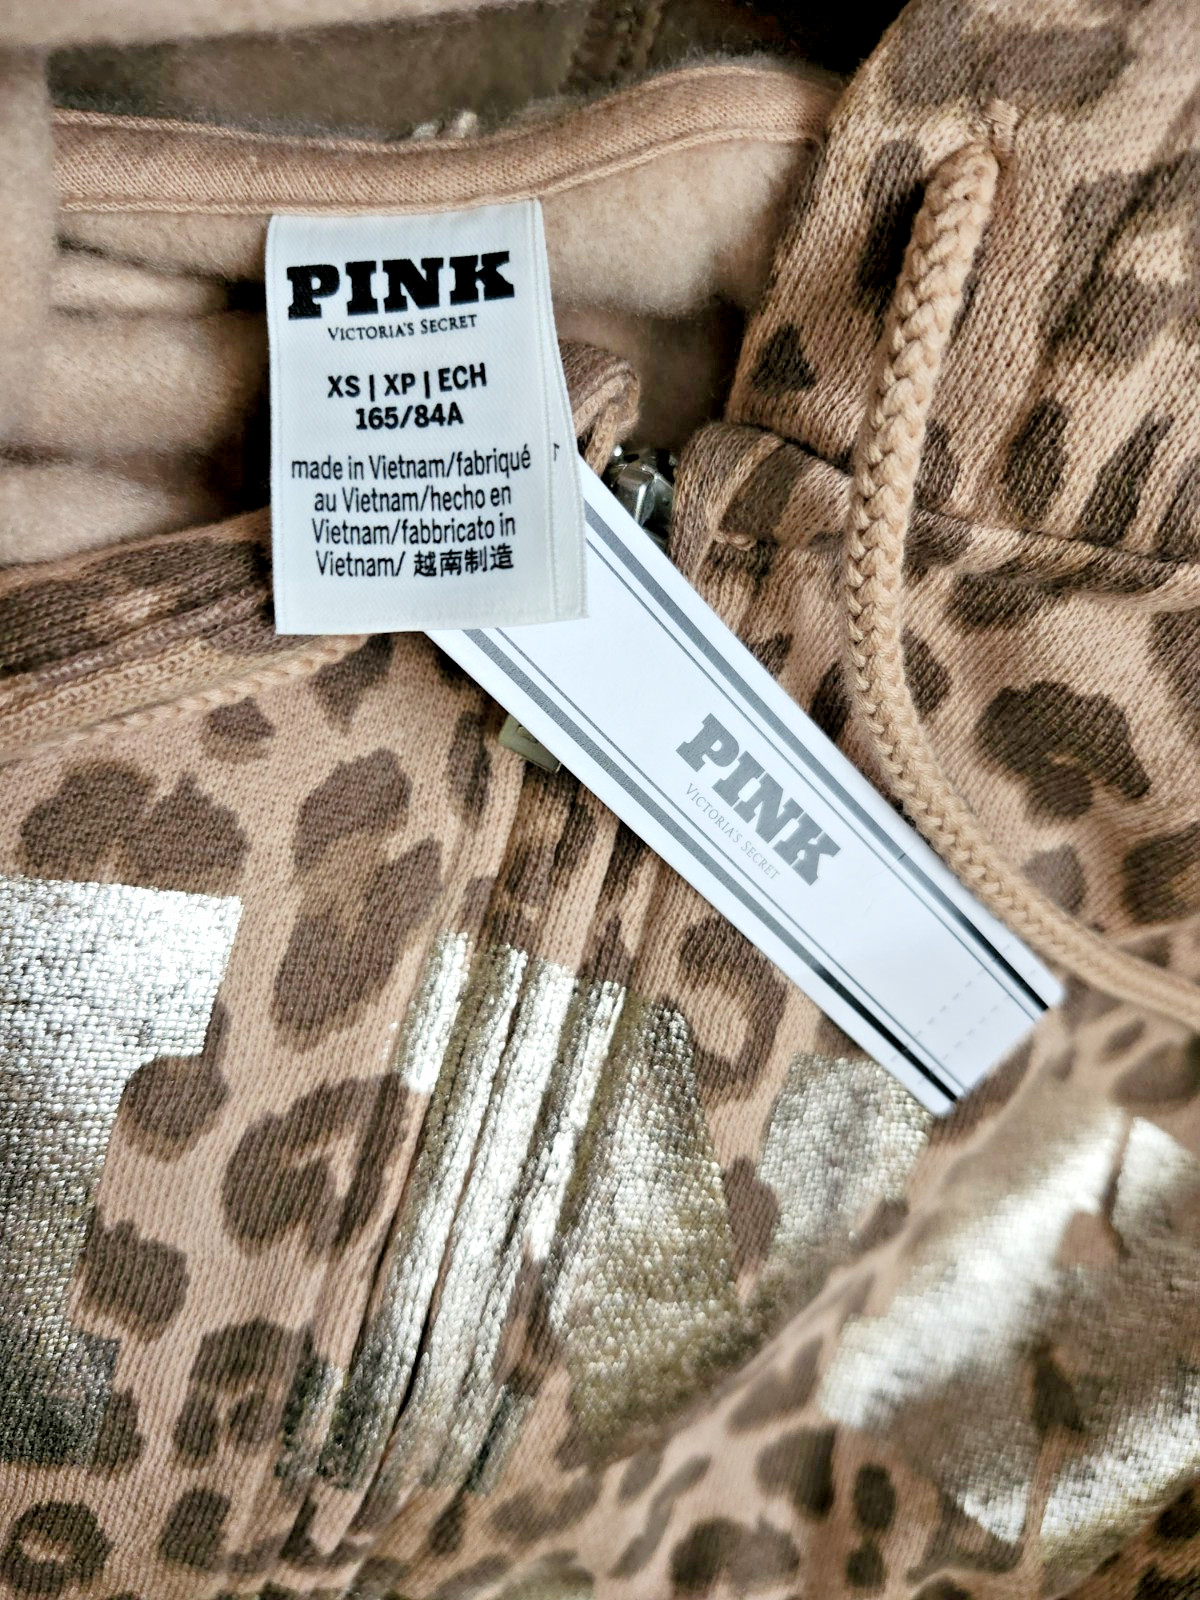 PINK
VICTORIA'S SECRET
XS | XP | ECH
165/84A
made in Vietnam/fabriqué
au Vietnam/hecho en
Vietnam/fabbricato in
Vietnam/ 越南制造
PINK
VICTORIA'S SECRET